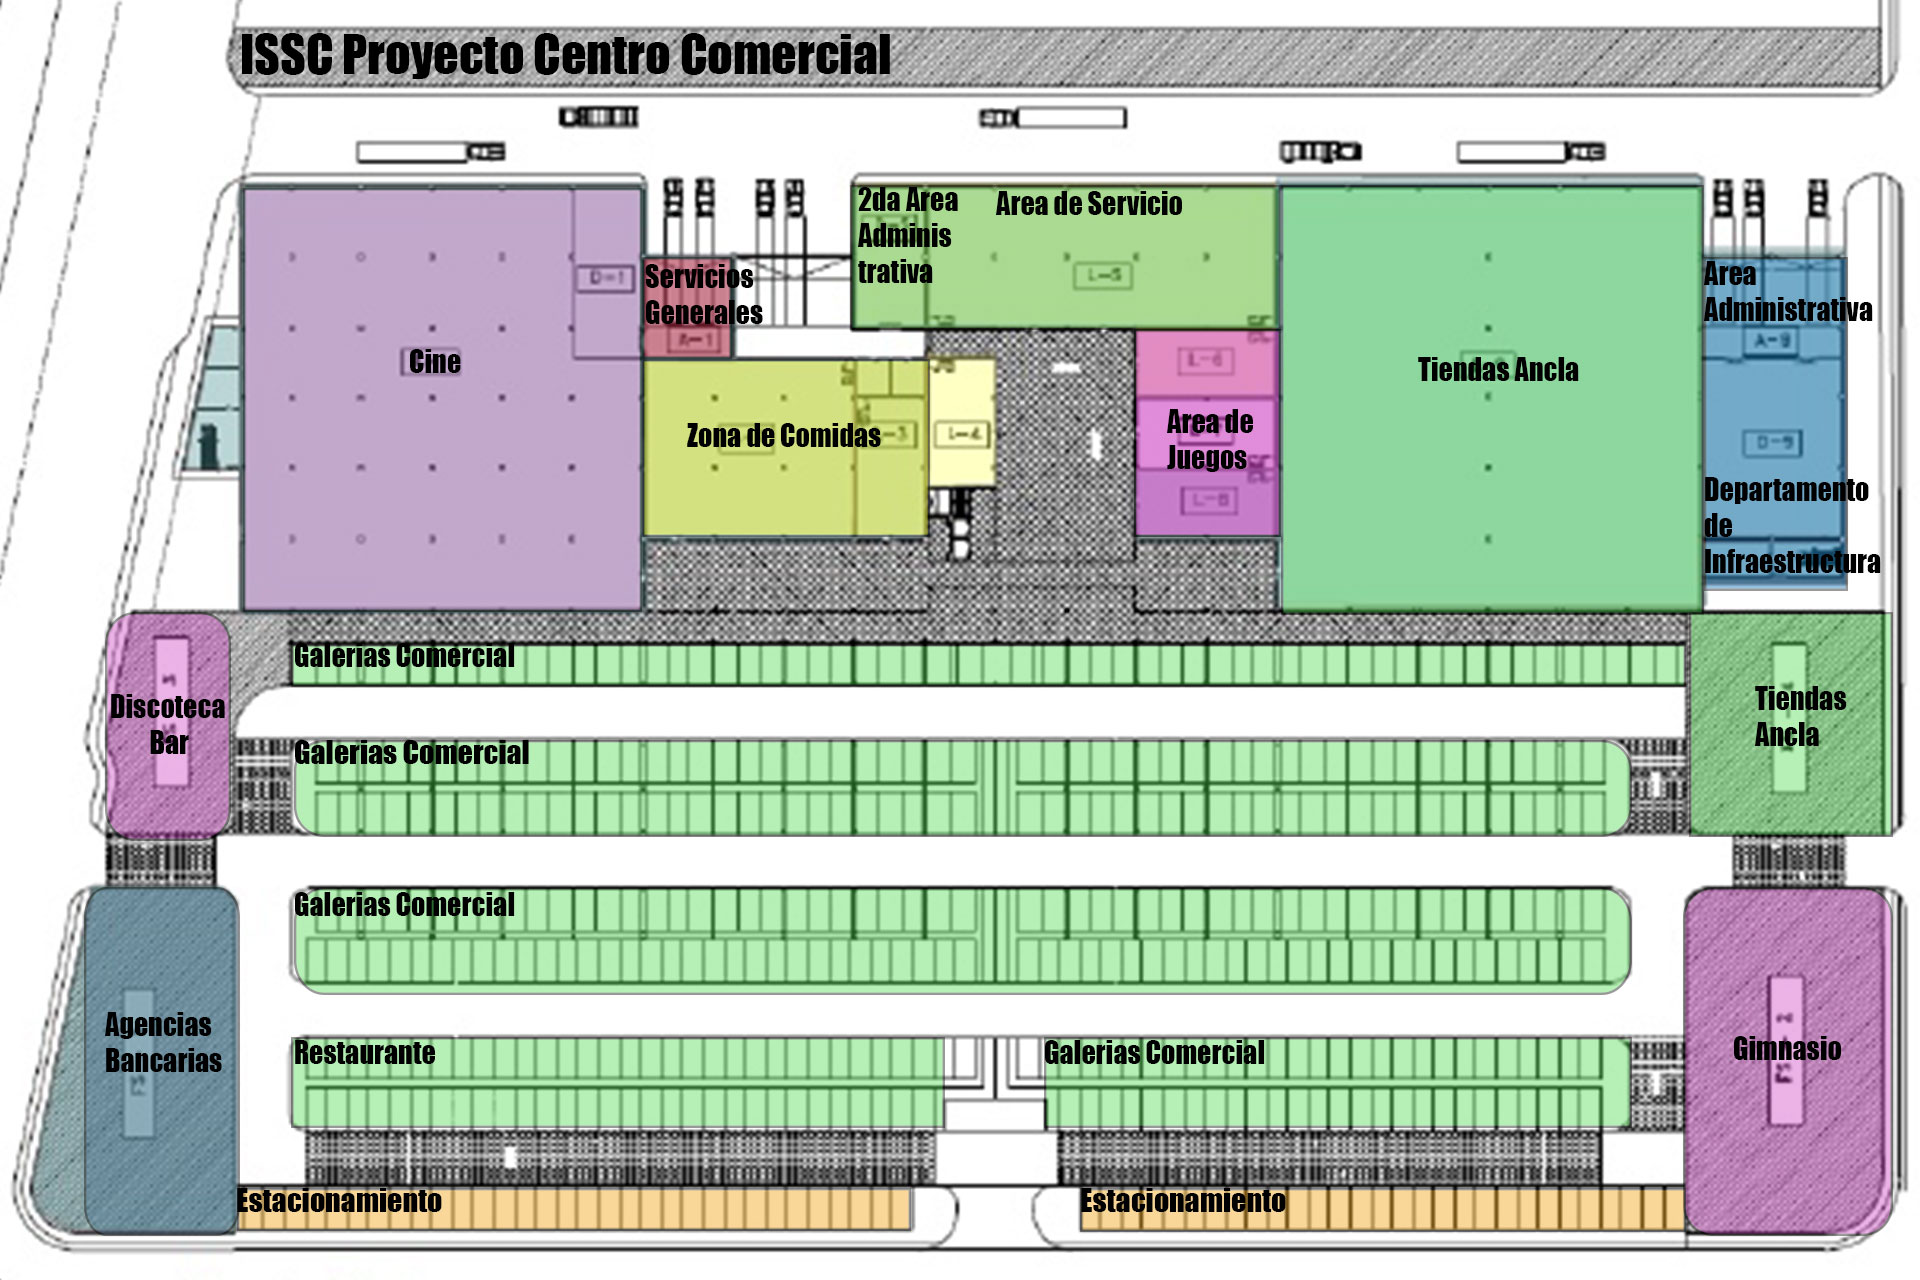 ISSC Proyecto Centro Comercial
2da Area
Adminis
trativa
Area de Servicio
L-5
D-1
Servicios
Generales
A-1
Area
Administrativa
A-9
Cine
Tiendas Ancla
L-6
Zona de Comidas
-3
L-4
Area de
Juegos
L-8
D-9
Departamento
de
Infraestructura
Galerias Comercial
Discoteca
Bar
Tiendas
Ancla
Galerias Comercial
Galerias Comercial
Agencias
Bancarias
Restaurante
Galerias Comercial
Gimnasio
Estacionamiento
Estacionamiento